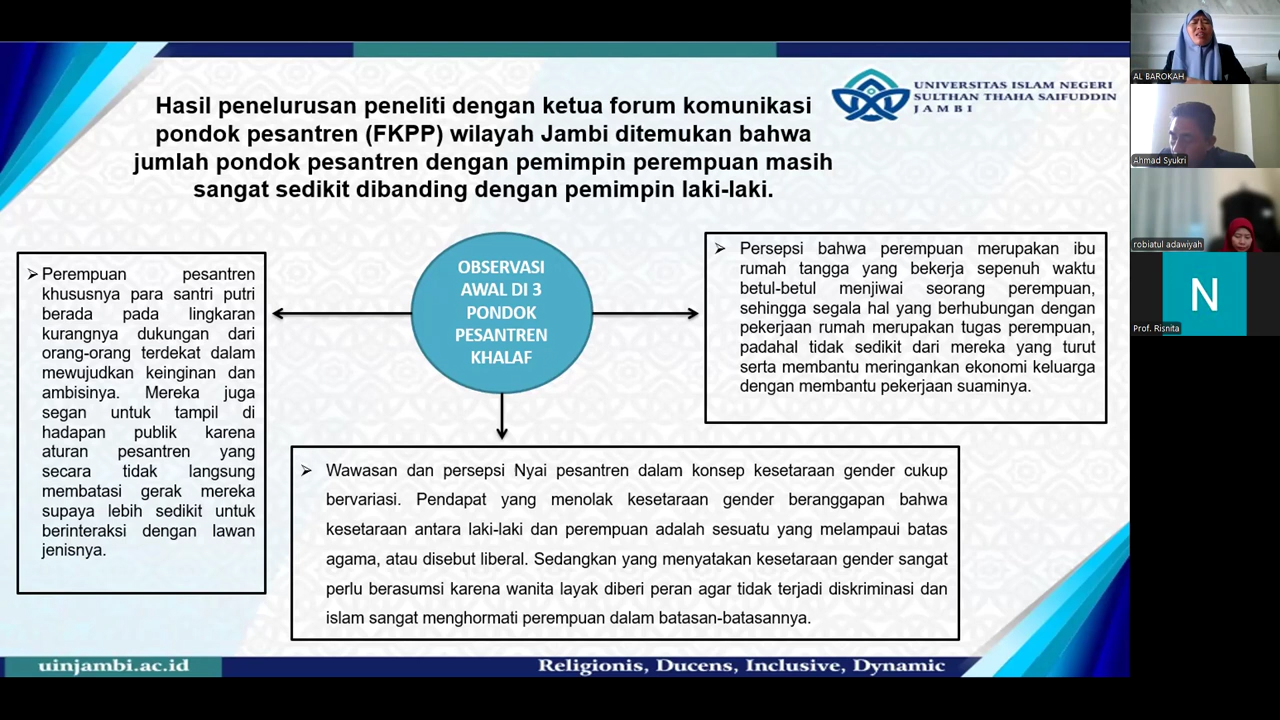 Hasil penelurusan peneliti dengan ketua forum komunikasi
pondok pesantren (FKPP) wilayah Jambi ditemukan bahwa
jumlah pondok pesantren dengan pemimpin perempuan masih
sangat sedikit dibanding dengan pemimpin laki-laki.
UNIVERSITAS ISLAM NEGERI
SULTHAN THAHA SAIFUDDIN
JAMBI
➢ Perempuan pesantren
khususnya para santri putri
berada pada lingkaran
kurangnya dukungan dari
orang-orang terdekat dalam
mewujudkan keinginan dan
ambisinya. Mereka juga
segan untuk tampil di
hadapan publik karena
aturan pesantren yang
secara tidak langsung
membatasi gerak mereka
supaya lebih sedikit untuk
berinteraksi dengan lawan
jenisnya.
OBSERVASI
AWAL DI 3
PONDOK
PESANTREN
KHALAF
➢ Persepsi bahwa perempuan merupakan ibu
rumah tangga yang bekerja sepenuh waktu
betul-betul menjiwai seorang perempuan,
sehingga segala hal yang berhubungan dengan
pekerjaan rumah merupakan tugas perempuan,
padahal tidak sedikit dari mereka yang turut
serta membantu meringankan ekonomi keluarga
dengan membantu pekerjaan suaminya.
➢ Wawasan dan persepsi Nyai pesantren dalam konsep kesetaraan gender cukup
bervariasi. Pendapat yang menolak kesetaraan gender beranggapan bahwa
kesetaraan antara laki-laki dan perempuan adalah sesuatu yang melampaui batas
agama, atau disebut liberal. Sedangkan yang menyatakan kesetaraan gender sangat
perlu berasumsi karena wanita layak diberi peran agar tidak terjadi diskriminasi dan
islam sangat menghormati perempuan dalam batasan-batasannya.
uinjambi.ac.id
Religionis, Ducens, Inclusive, Dynamic
AL BAROKAH
Ahmad Syukri
robiatul adawiyah
N
Prof. Risnita